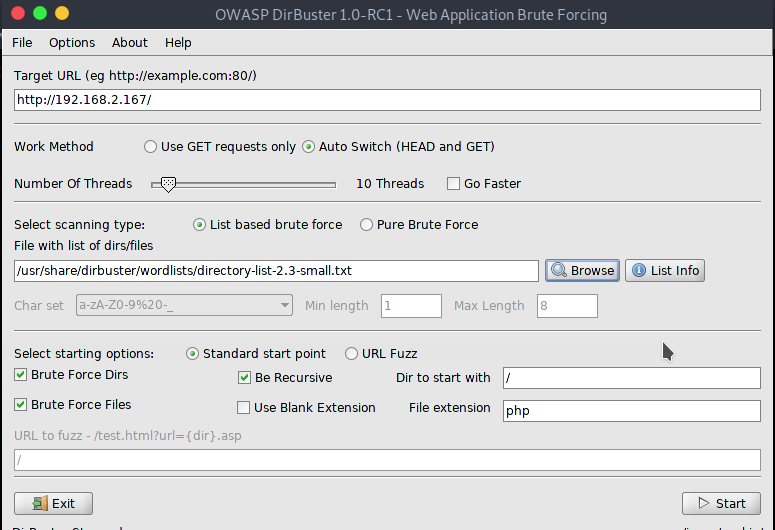 OWASP DirBuster 1.0-RC1 - Web Application Brute Forcing
File Options About Help
Target URL (eg http://example.com:80/)
http://192.168.2.167/
Work Method Use GET requests only Auto Switch (HEAD and GET)
Number Of Threads 10 Threads Go Faster
Select scanning type: List based brute force Pure Brute Force
File with list of dirs/files
/usr/share/dirbuster/wordlists/directory-list-2.3-small.txt Browse List Info
Char set a-zA-Z0-9%20-_ Min length 1 Max Length 8
Select starting options: Standard start point URL Fuzz
Brute Force Dirs Be Recursive Dir to start with /
Brute Force Files Use Blank Extension File extension php
URL to fuzz - /test.html?url={dir}.asp
/
Exit Start